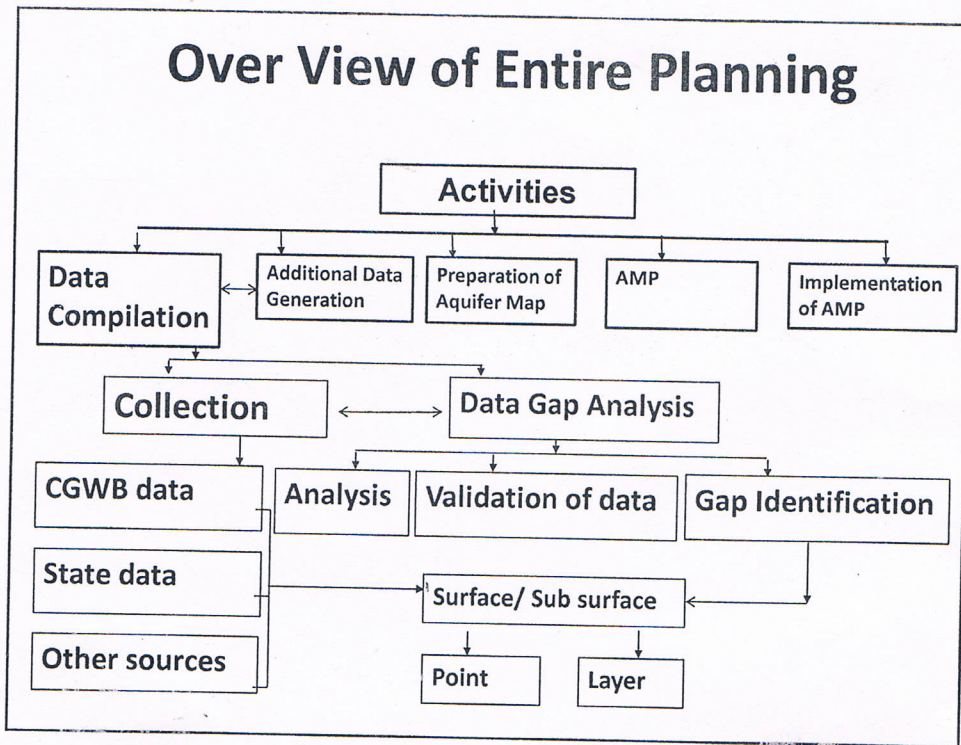 Over View of Entire Planning
Activities
Data
Compilation
Additional Data
Generation
Preparation of
Aquifer Map
AMP
Implementation
of AMP
Collection
Data Gap Analysis
CGWB data
Analysis
Validation of data
Gap Identification
State data
Surface/ Sub surface
Other sources
Point
Layer